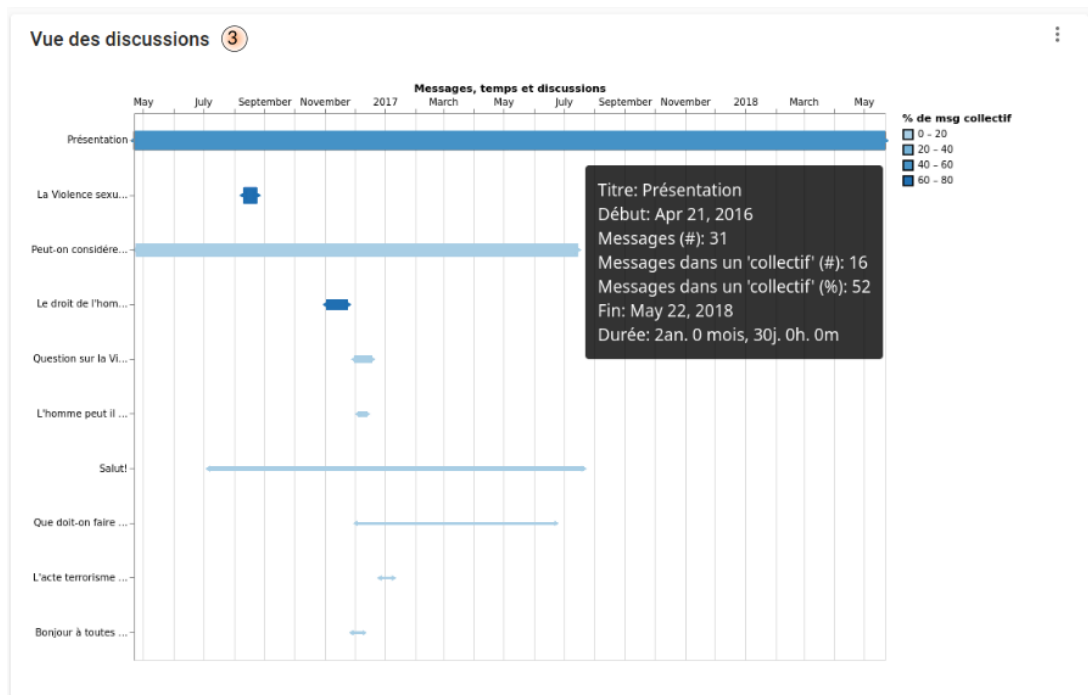 Vue des discussions 3
Messages, temps et discussions
May July September November 2017 March May July September November 2018 March May
% de msg collectif
0 – 20
20 – 40
40 – 60
60 – 80
Présentation
La Violence sexu...
Peut-on considére...
Le droit de l'hom...
Question sur la Vi...
L'homme peut il ...
Salut!
Que doit-on faire ...
L'acte terrorisme ...
Bonjour à toutes ...
Titre: Présentation
Début: Apr 21, 2016
Messages (#): 31
Messages dans un 'collectif' (#): 16
Messages dans un 'collectif' (%): 52
Fin: May 22, 2018
Durée: 2an. 0 mois, 30j. 0h. 0m